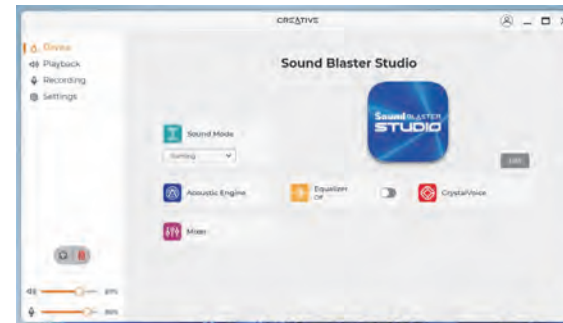 CREATIVE
Device
Playback
Recording
Settings
Sound Blaster Studio
Sound BLASTER
STUDIO
Sound Mode
Gaming
Acoustic Engine
Equalizer
Off
CrystalVoice
Mixer